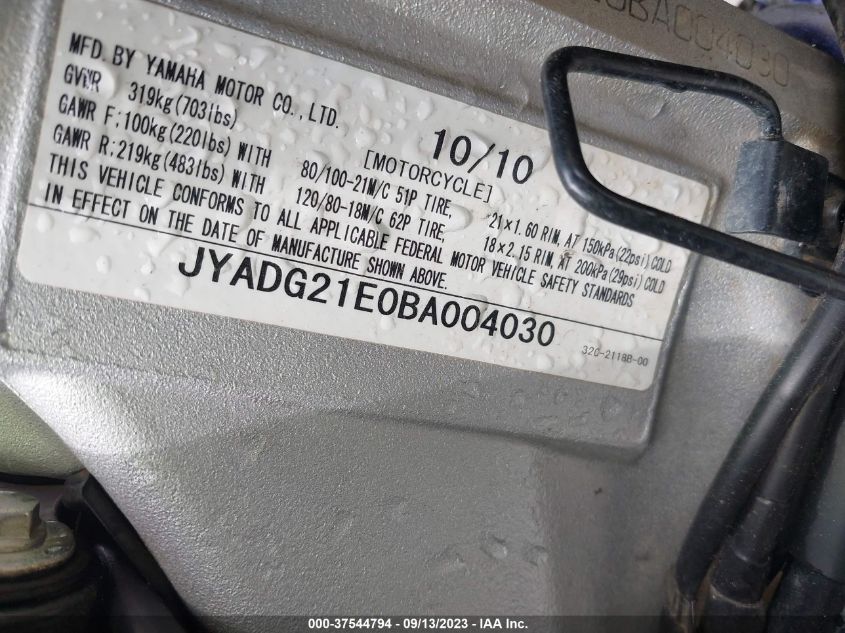 BA004030
MFD. BY YAMAHA MOTOR CO., LTD.
10/10
GVWR 319kg(703lbs)
[MOTORCYCLE]
GAWR F:100kg(220lbs) WITH 80/100-21M/C 51P TIRE, 21×1.60 RIM, AT 150kPa(22psi) COLD
GAWR R:219kg(483lbs) WITH 120/80-18M/C 62P TIRE, 18×2.15 RIM, AT 200kPa(29psi) COLD
THIS VEHICLE CONFORMS TO ALL APPLICABLE FEDERAL MOTOR VEHICLE SAFETY STANDARDS
IN EFFECT ON THE DATE OF MANUFACTURE SHOWN ABOVE.
JYADG21E0BA004030
32C-2118B-00
000-37544794 - 09/13/2023 - IAA Inc.